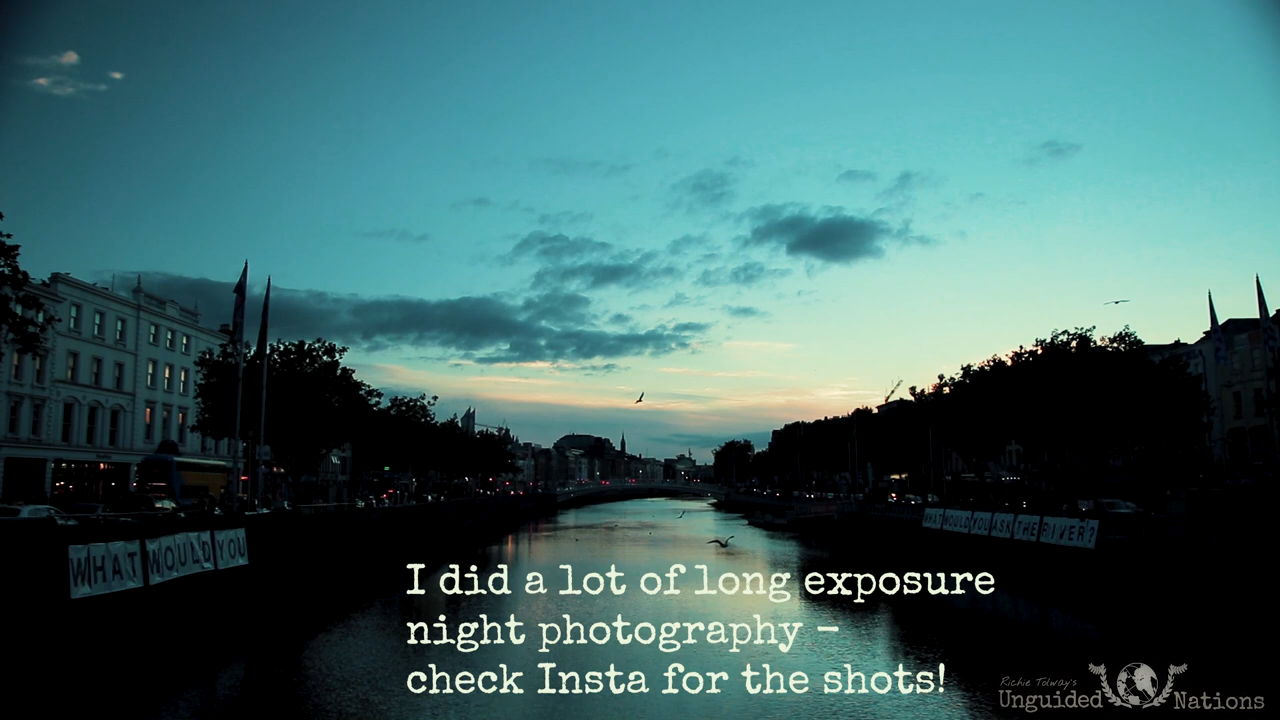 WHAT WOULD YOU
WHAT WOULD YOU ASK THE RIVER?
I did a lot of long exposure
night photography –
check Insta for the shots!
Richie Tolway's
Unguided Nations